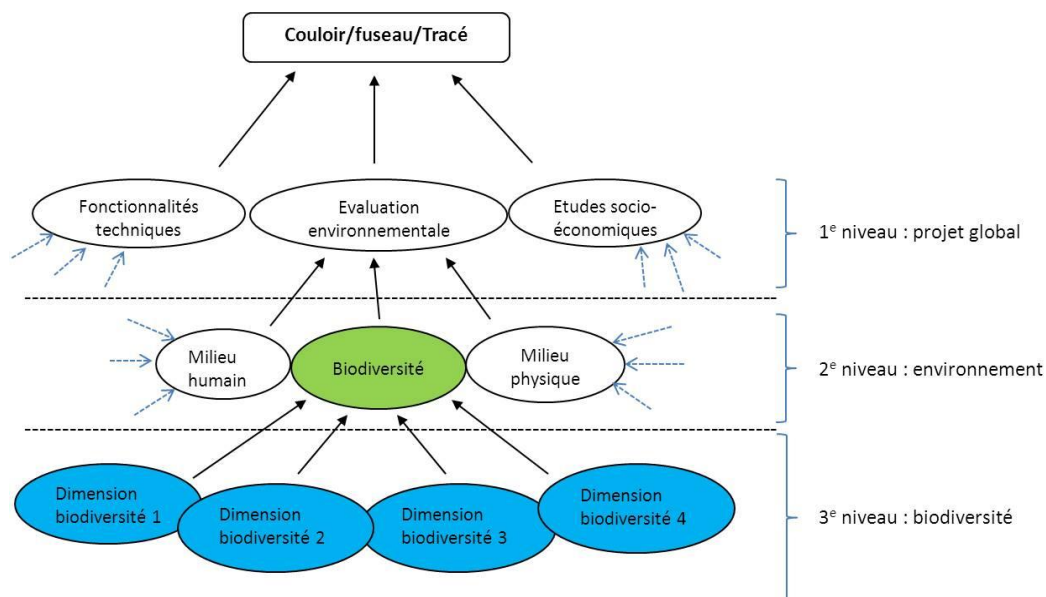 Couloir/fuseau/Tracé
Fonctionnalités
techniques
Evaluation
environnementale
Etudes socio-
économiques
1e niveau : projet global
Milieu
humain
Biodiversité
Milieu
physique
2e niveau : environnement
Dimension
biodiversité 1
Dimension
biodiversité 2
Dimension
biodiversité 3
Dimension
biodiversité 4
3e niveau : biodiversité